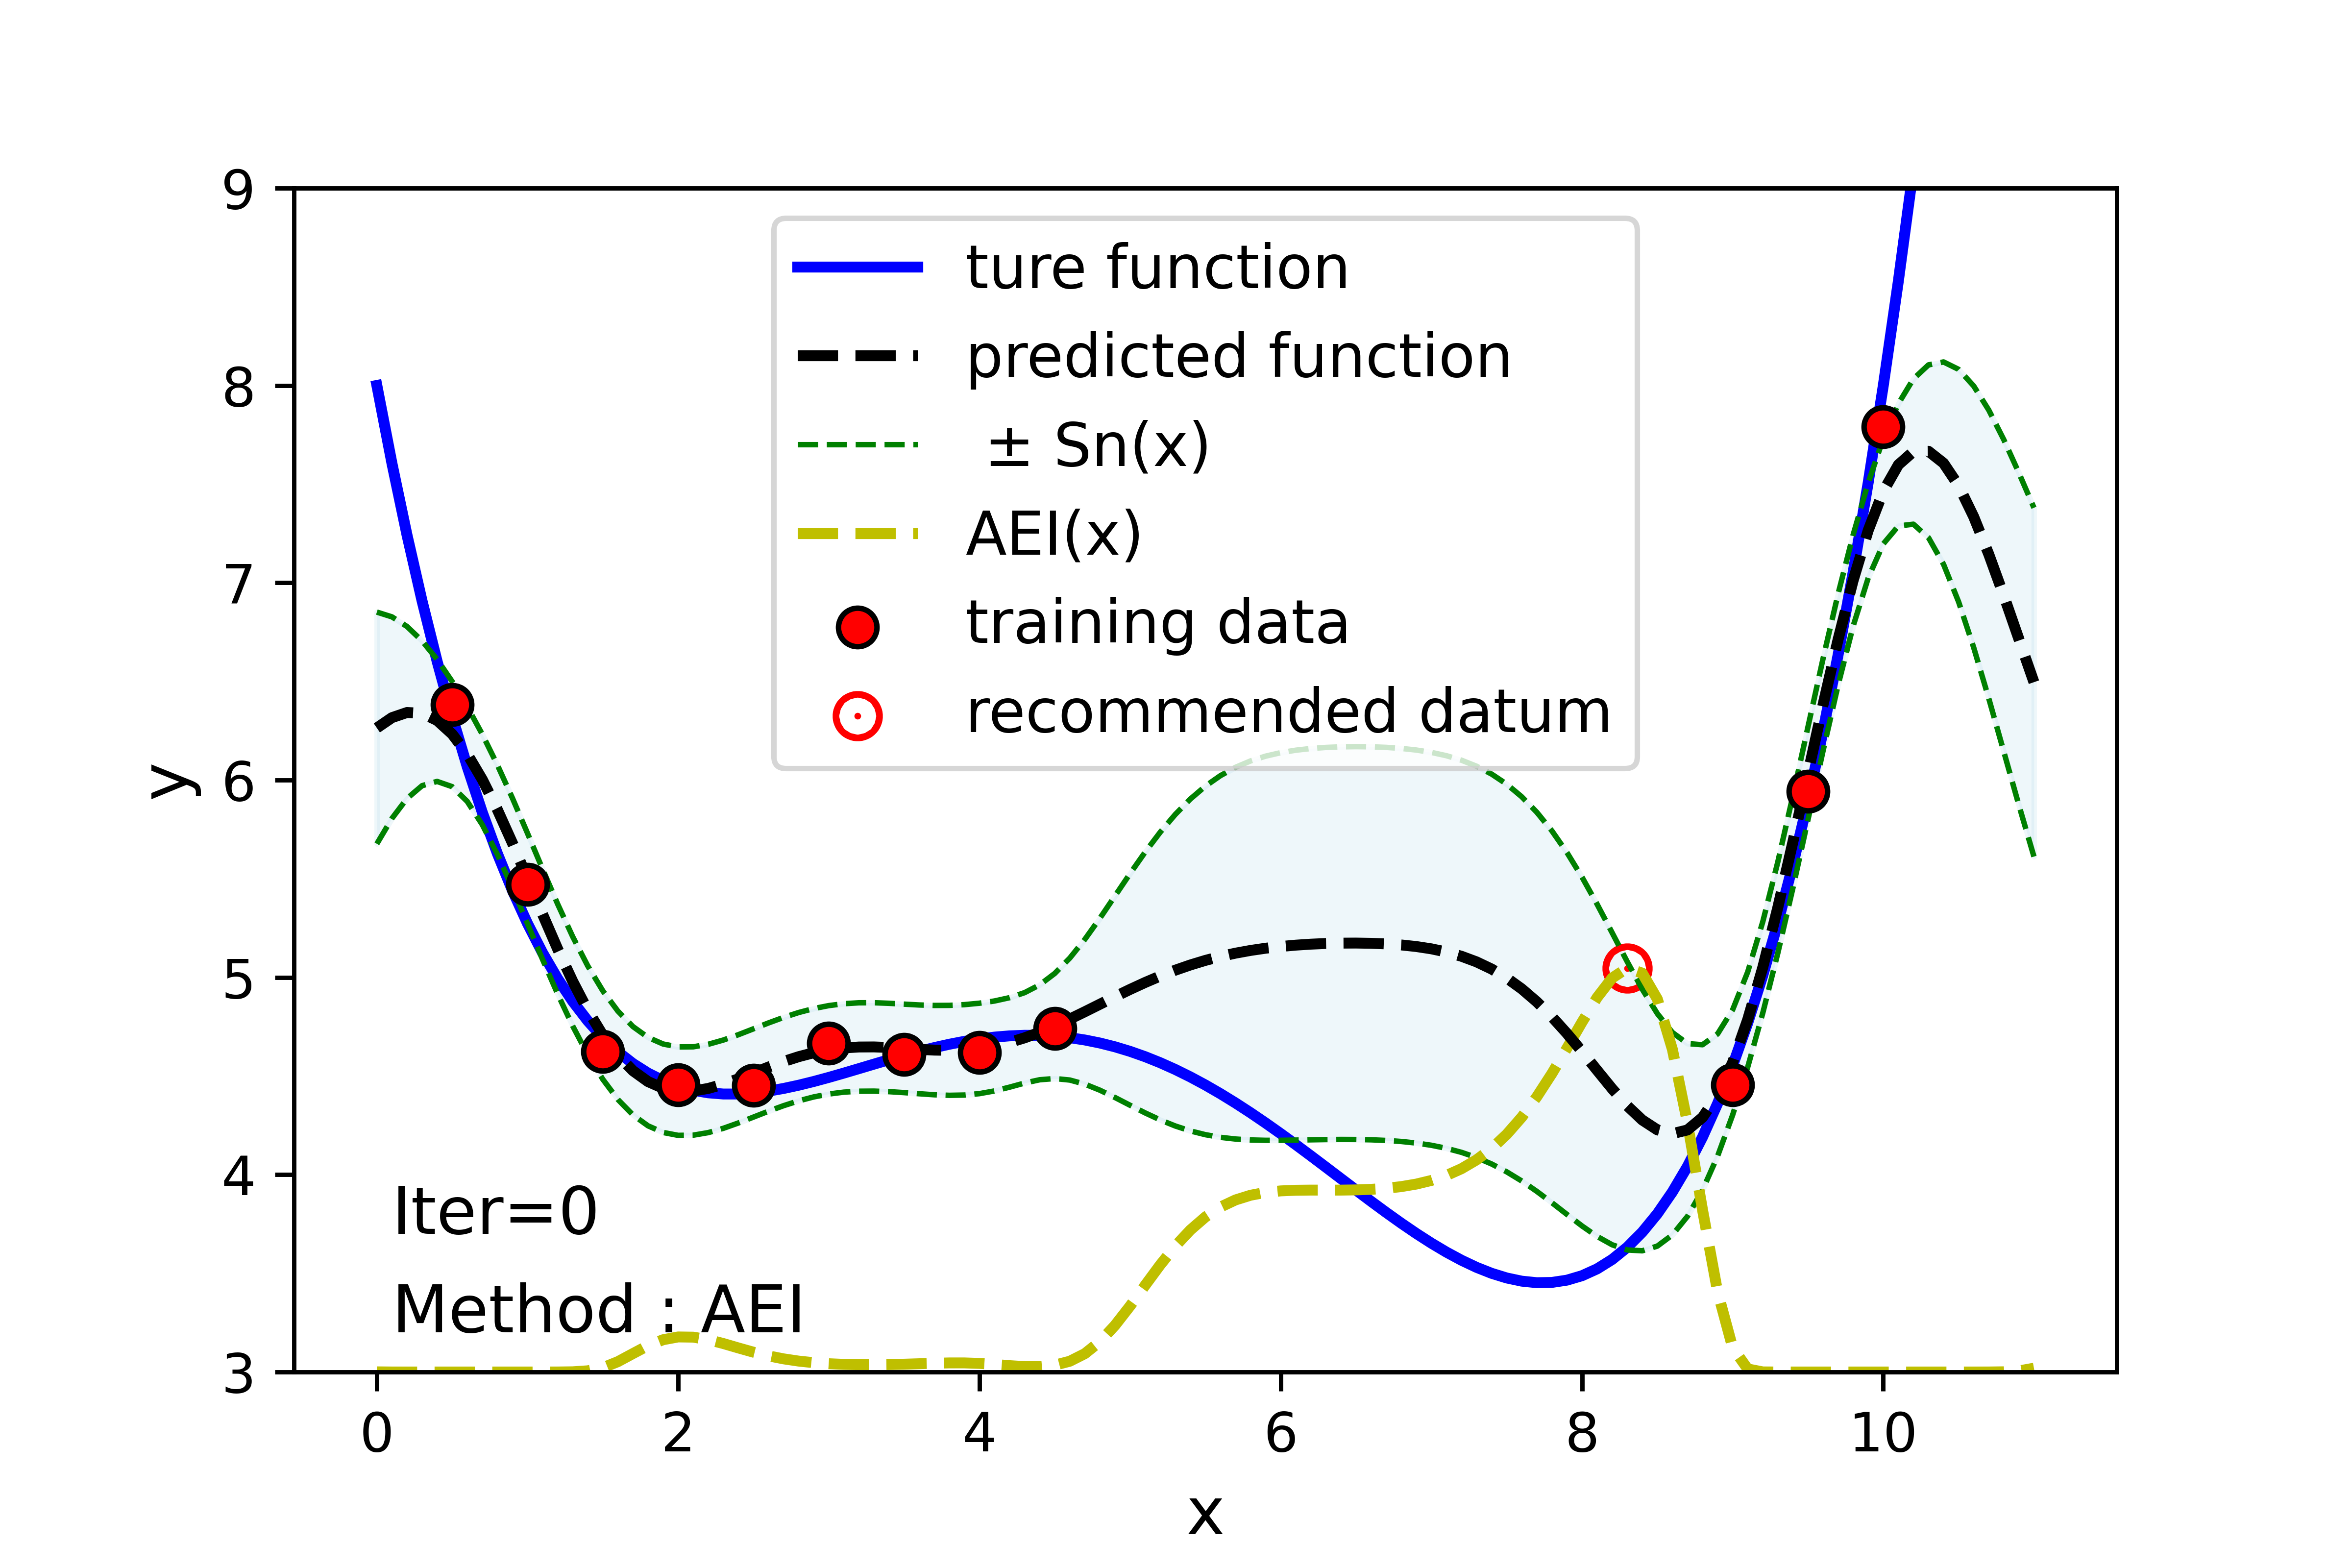 9
8
7
6
5
4
3
y
ture function
predicted function
± Sn(x)
AEI(x)
training data
recommended datum
Iter=0
Method : AEI
0 2 4 6 8 10
x